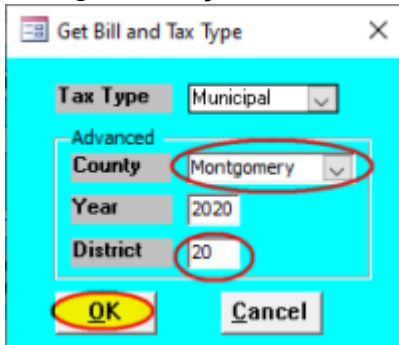 Get Bill and Tax Type
Tax Type Municipal
Advanced
County Montgomery
Year 2020
District 20
OK Cancel